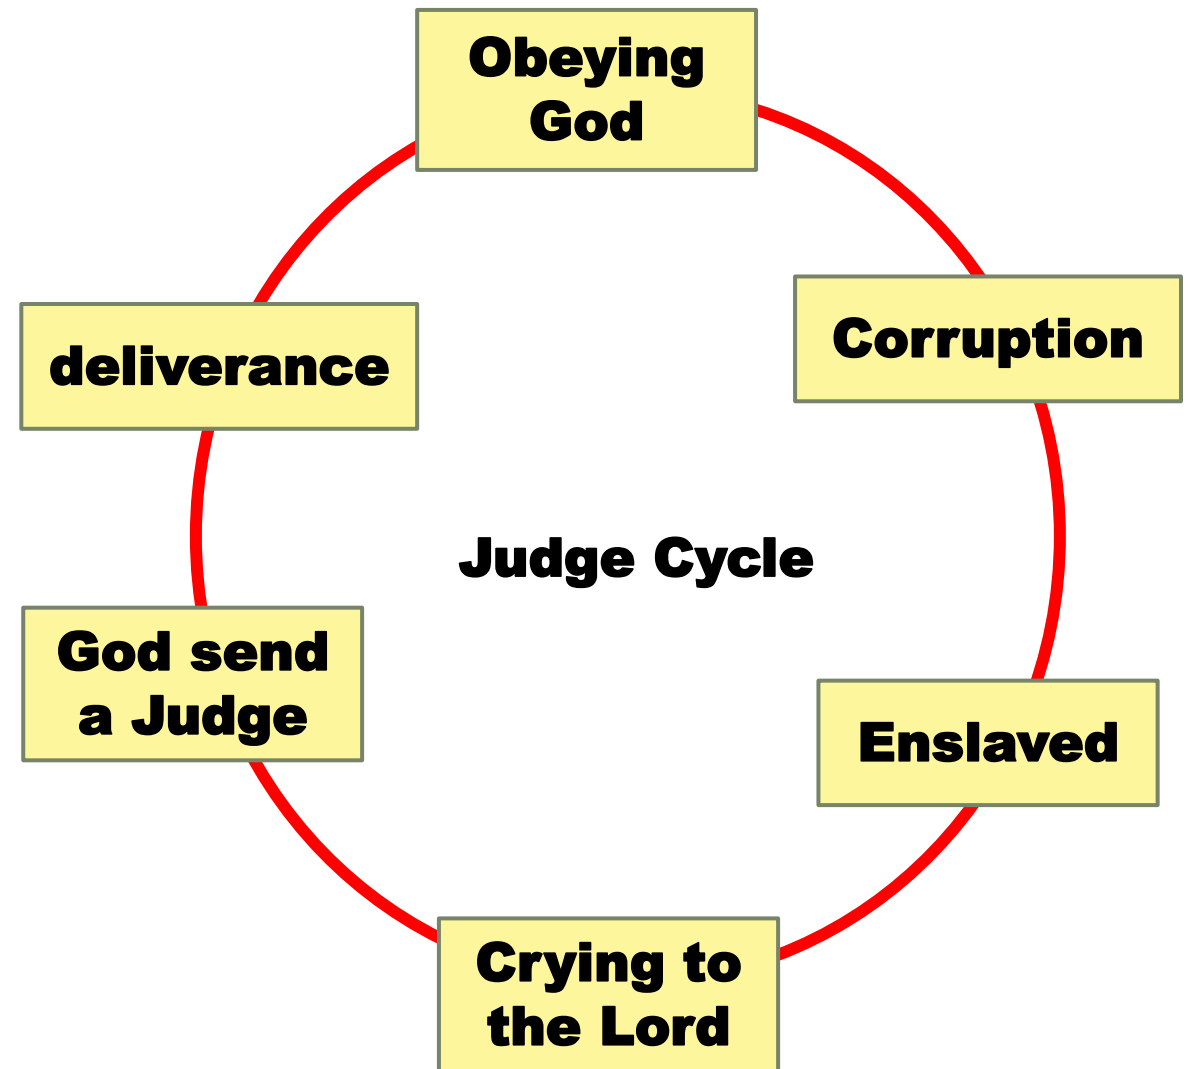 Obeying
God
Corruption
deliverance
Judge Cycle
God send
a Judge
Enslaved
Crying to
the Lord